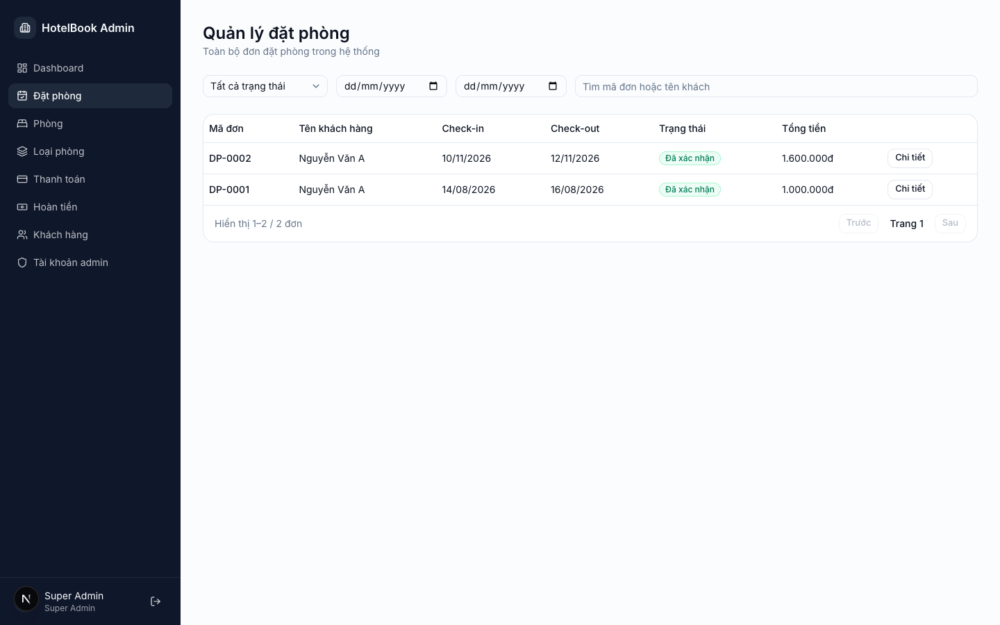 HotelBook Admin
Dashboard
Đặt phòng
Phòng
Loại phòng
Thanh toán
Hoàn tiền
Khách hàng
Tài khoản admin
N
Super Admin
Super Admin
Quản lý đặt phòng
Toàn bộ đơn đặt phòng trong hệ thống
Tất cả trạng thái dd/mm/yyyy dd/mm/yyyy Tìm mã đơn hoặc tên khách
Mã đơn Tên khách hàng Check-in Check-out Trạng thái Tổng tiền
DP-0002 Nguyễn Văn A 10/11/2026 12/11/2026 Đã xác nhận 1.600.000đ Chi tiết
DP-0001 Nguyễn Văn A 14/08/2026 16/08/2026 Đã xác nhận 1.000.000đ Chi tiết
Hiển thị 1–2 / 2 đơn Trước Trang 1 Sau